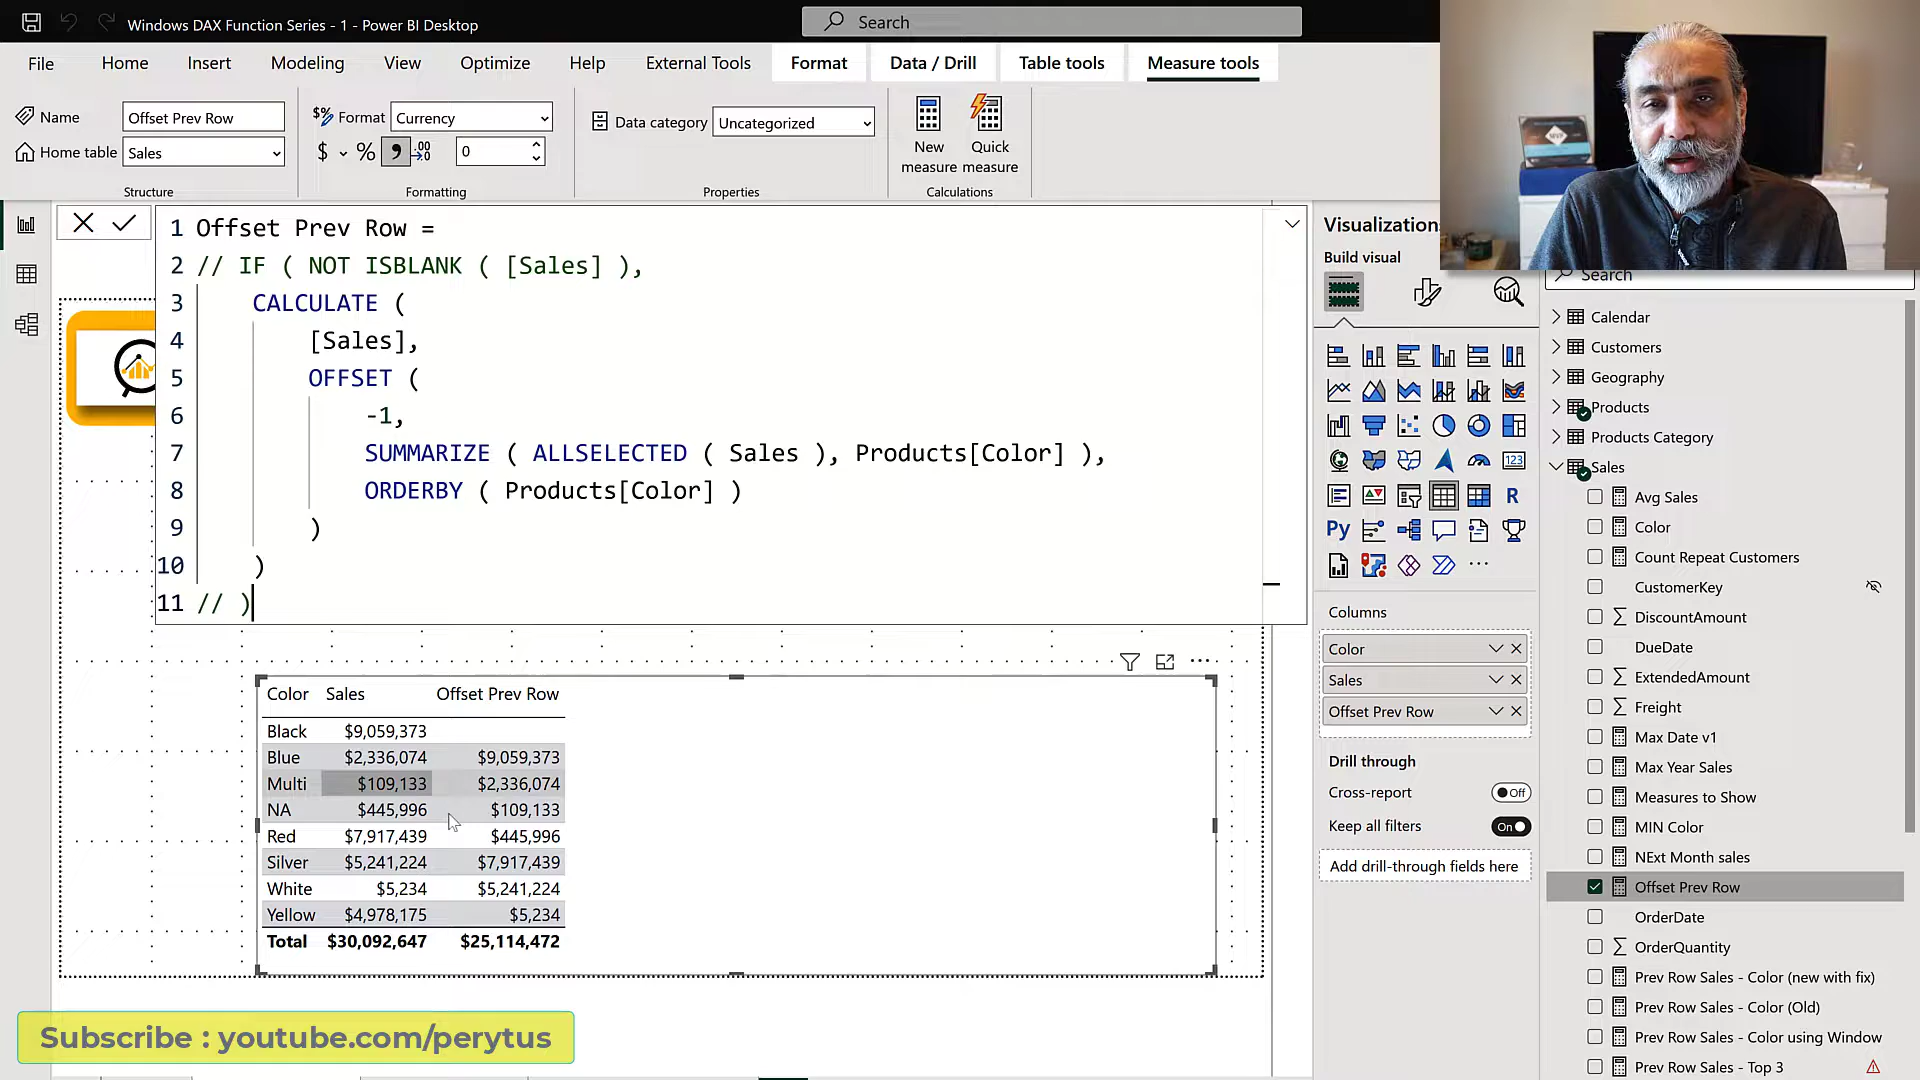 Windows DAX Function Series - 1 - Power BI Desktop
Search
File Home Insert Modeling View Optimize Help External Tools Format Data / Drill Table tools Measure tools
Name Offset Prev Row
Home table Sales
Structure
$% Format Currency
$ % , .00 0
Formatting
Data category Uncategorized
Properties
New measure
Quick measure
Calculations
1 Offset Prev Row =
2 // IF ( NOT ISBLANK ( [Sales] ),
3 CALCULATE (
4 [Sales],
5 OFFSET (
6 -1,
7 SUMMARIZE ( ALLSELECTED ( Sales ), Products[Color] ),
8 ORDERBY ( Products[Color] )
9 )
10 )
11 // )
Color Sales Offset Prev Row
Black $9,059,373
Blue $2,336,074 $9,059,373
Multi $109,133 $2,336,074
NA $445,996 $109,133
Red $7,917,439 $445,996
Silver $5,241,224 $7,917,439
White $5,234 $5,241,224
Yellow $4,978,175 $5,234
Total $30,092,647 $25,114,472
Subscribe : youtube.com/perytus
Visualization
Build visual
123
R
Py
Columns
Color
Sales
Offset Prev Row
Drill through
Cross-report Off
Keep all filters On
Add drill-through fields here
Search
Calendar
Customers
Geography
Products
Products Category
Sales
Avg Sales
Color
Count Repeat Customers
CustomerKey
DiscountAmount
DueDate
ExtendedAmount
Freight
Max Date v1
Max Year Sales
Measures to Show
MIN Color
NExt Month sales
Offset Prev Row
OrderDate
OrderQuantity
Prev Row Sales - Color (new with fix)
Prev Row Sales - Color (Old)
Prev Row Sales - Color using Window
Prev Row Sales - Top 3